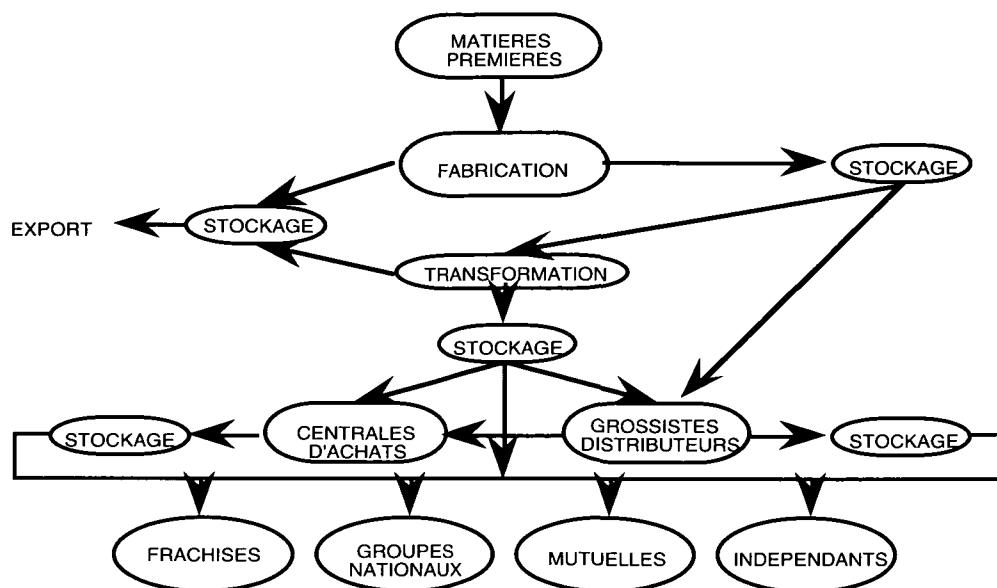 MATIERES
PREMIERES
FABRICATION
STOCKAGE
EXPORT
STOCKAGE
TRANSFORMATION
STOCKAGE
STOCKAGE
CENTRALES
D'ACHATS
GROSSISTES
DISTRIBUTEURS
STOCKAGE
FRACHISES
GROUPES
NATIONAUX
MUTUELLES
INDEPENDANTS